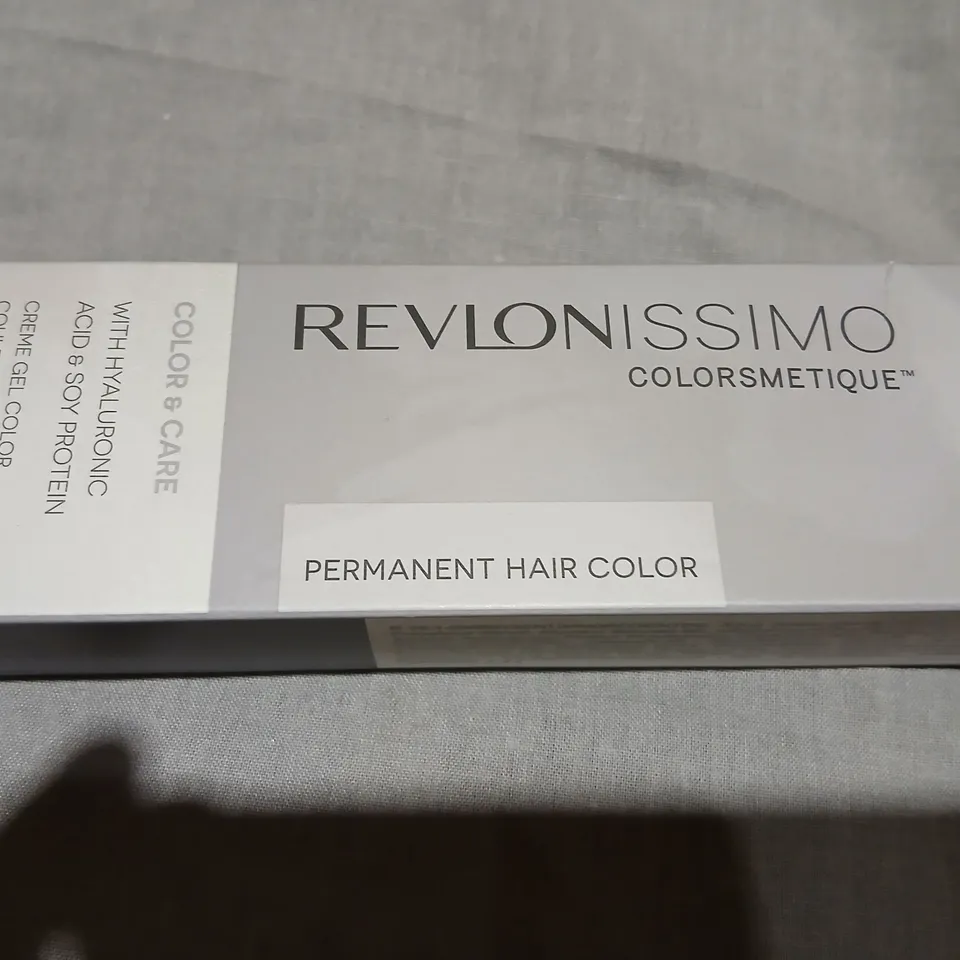 REVLONISSIMO
COLORSMETIQUE™
PERMANENT HAIR COLOR
COLOR & CARE
WITH HYALURONIC
ACID & SOY PROTEIN
CREME GEL COLOR